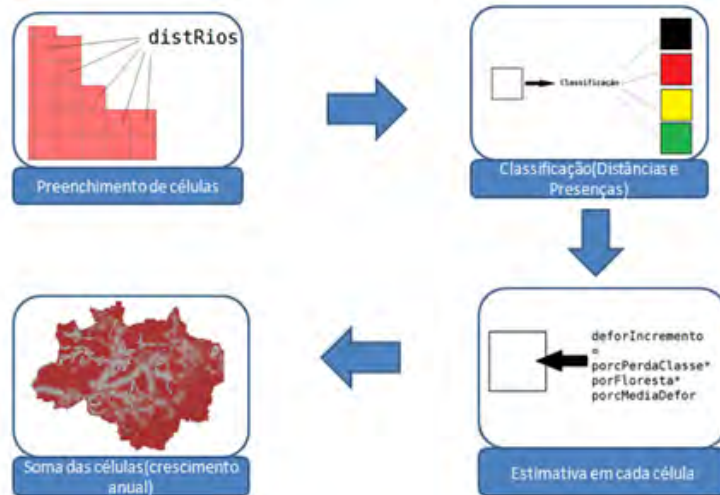 distRios
Preenchimento de células
Classificação
Classificação(Distâncias e
Presenças)
deforIncremento
=
porcPerdaClasse*
porFloresta*
porcMediaDefor
Estimativa em cada célula
Soma das células(crescimento
anual)